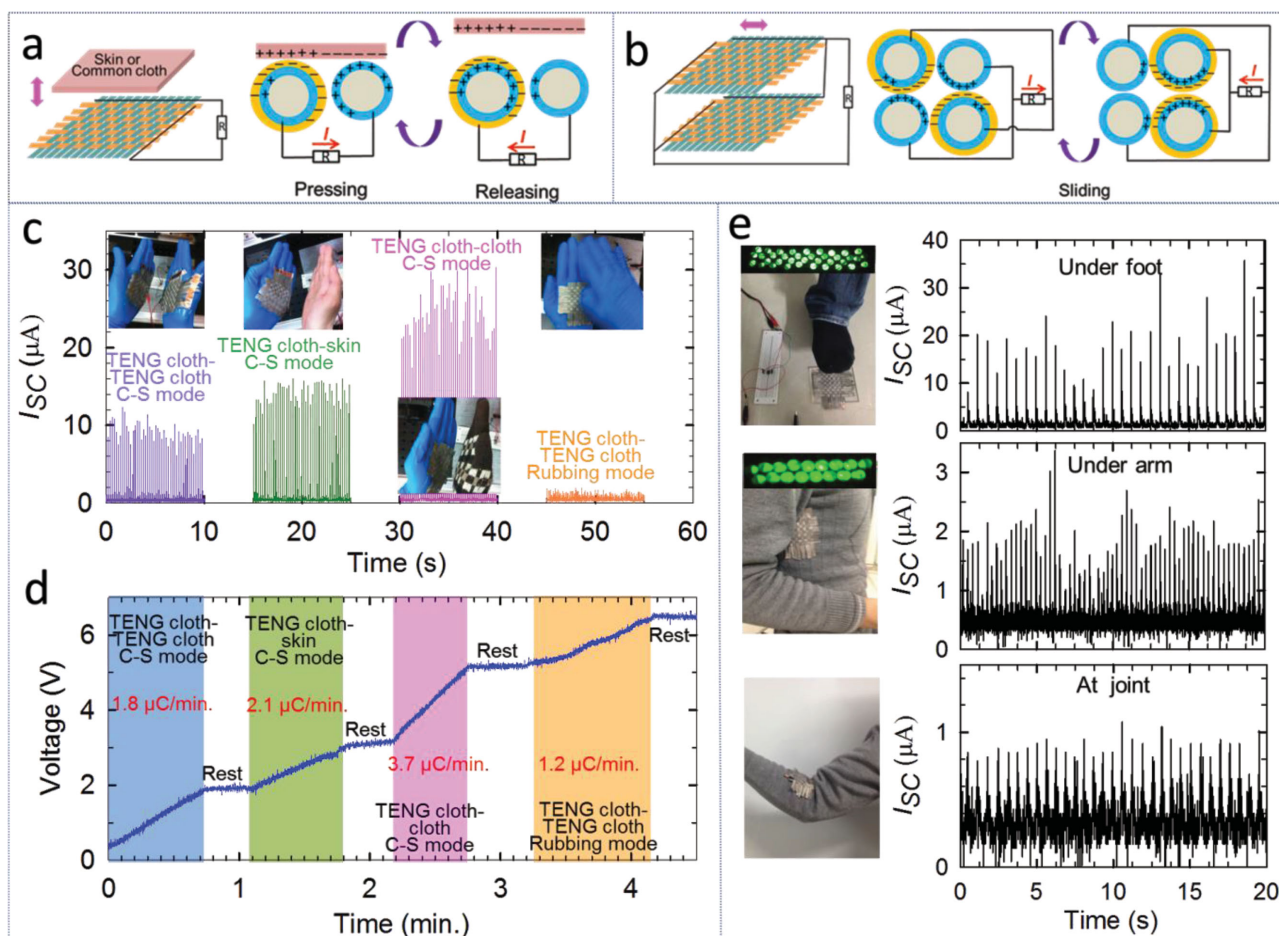 a
Skin or
Common cloth
R
++++++ — — — — — —
++++++ — — — — — —
I
R
I
R
Pressing
Releasing
b
R
I
R
I
R
Sliding
c
I_SC (µA)
30
20
10
0
TENG cloth-
TENG cloth
C-S mode
TENG cloth-skin
C-S mode
TENG cloth-cloth
C-S mode
TENG cloth-
TENG cloth
Rubbing mode
0 10 20 30 40 50 60
Time (s)
d
Voltage (V)
6
4
2
0
TENG cloth-
TENG cloth
C-S mode
1.8 µC/min.
Rest
TENG cloth-
skin
C-S mode
2.1 µC/min.
Rest
3.7 µC/min.
TENG cloth-
cloth
C-S mode
Rest
1.2 µC/min.
TENG cloth-
TENG cloth
Rubbing mode
Rest
0 1 2 3 4
Time (min.)
e
Under foot
I_SC (µA)
40
30
20
10
0
Under arm
I_SC (µA)
3
2
1
0
At joint
I_SC (µA)
1
0
0 5 10 15 20
Time (s)